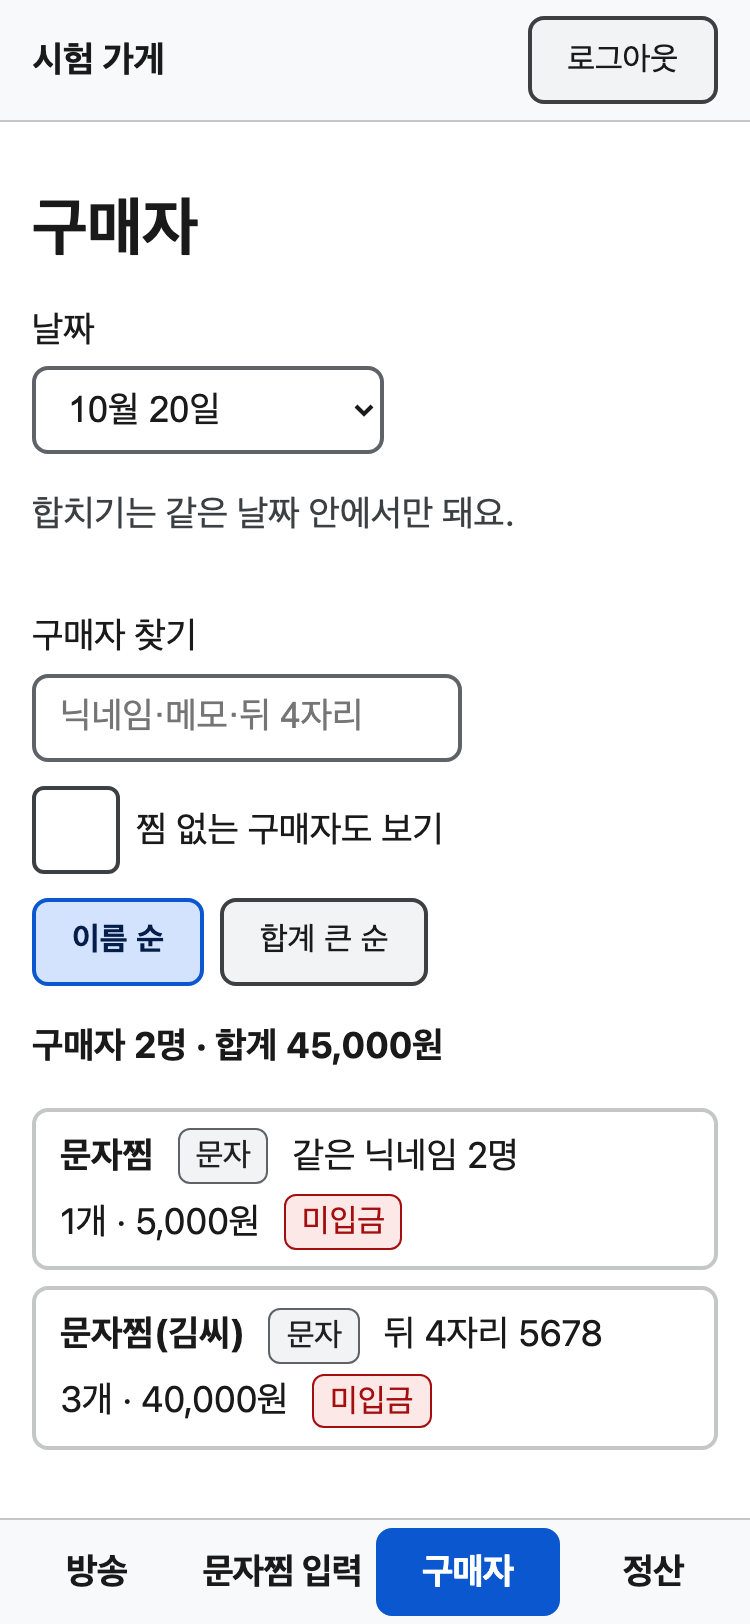 시험 가게 로그아웃
구매자
날짜
10월 20일
합치기는 같은 날짜 안에서만 돼요.
구매자 찾기
닉네임·메모·뒤 4자리
찜 없는 구매자도 보기
이름 순 합계 큰 순
구매자 2명 · 합계 45,000원
문자찜 문자 같은 닉네임 2명
1개 · 5,000원 미입금
문자찜(김씨) 문자 뒤 4자리 5678
3개 · 40,000원 미입금
방송 문자찜 입력 구매자 정산